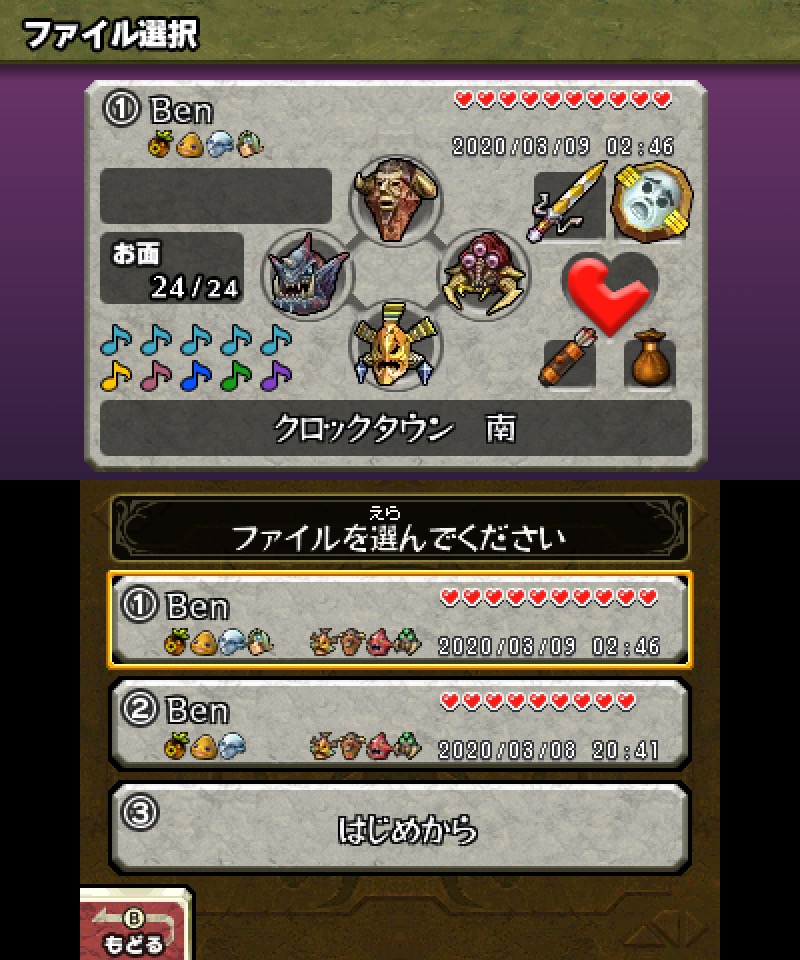 ファイル選択
① Ben
2020/03/09 02:46
お面
24/24
クロックタウン 南
えら
ファイルを選んでください
① Ben
2020/03/09 02:46
② Ben
2020/03/08 20:41
③
はじめから
B
もどる